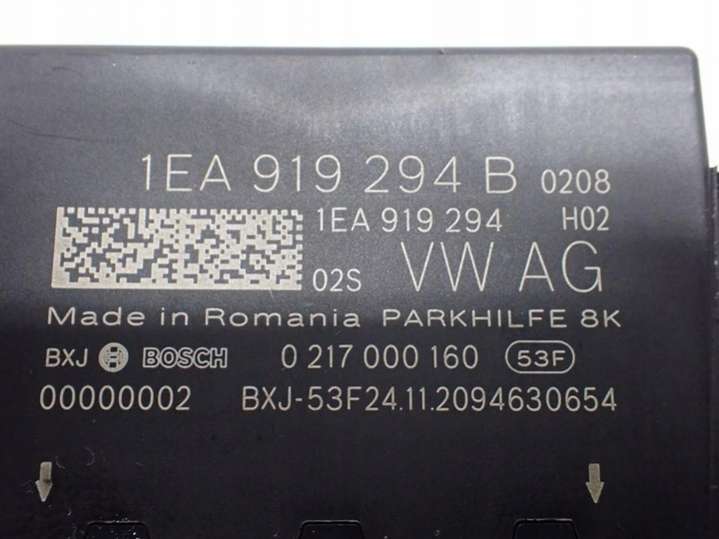 1EA 919 294 B 0208
1EA 919 294 H02
02S VW AG
Made in Romania PARKHILFE 8K
BXJ BOSCH 0 217 000 160 53F
00000002 BXJ-53F24.11.2094630654